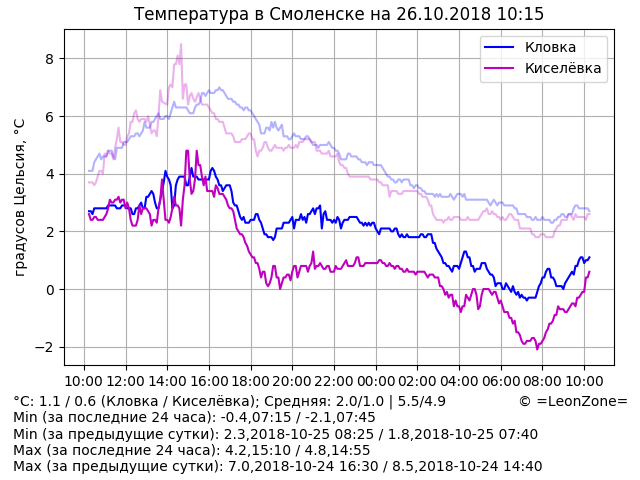 Температура в Смоленске на 26.10.2018 10:15
Кловка
Киселёвка
градусов Цельсия, °C
8
6
4
2
0
−2
10:00 12:00 14:00 16:00 18:00 20:00 22:00 00:00 02:00 04:00 06:00 08:00 10:00
°C: 1.1 / 0.6 (Кловка / Киселёвка); Средняя: 2.0/1.0 | 5.5/4.9 © =LeonZone=
Min (за последние 24 часа): -0.4,07:15 / -2.1,07:45
Min (за предыдущие сутки): 2.3,2018-10-25 08:25 / 1.8,2018-10-25 07:40
Max (за последние 24 часа): 4.2,15:10 / 4.8,14:55
Max (за предыдущие сутки): 7.0,2018-10-24 16:30 / 8.5,2018-10-24 14:40